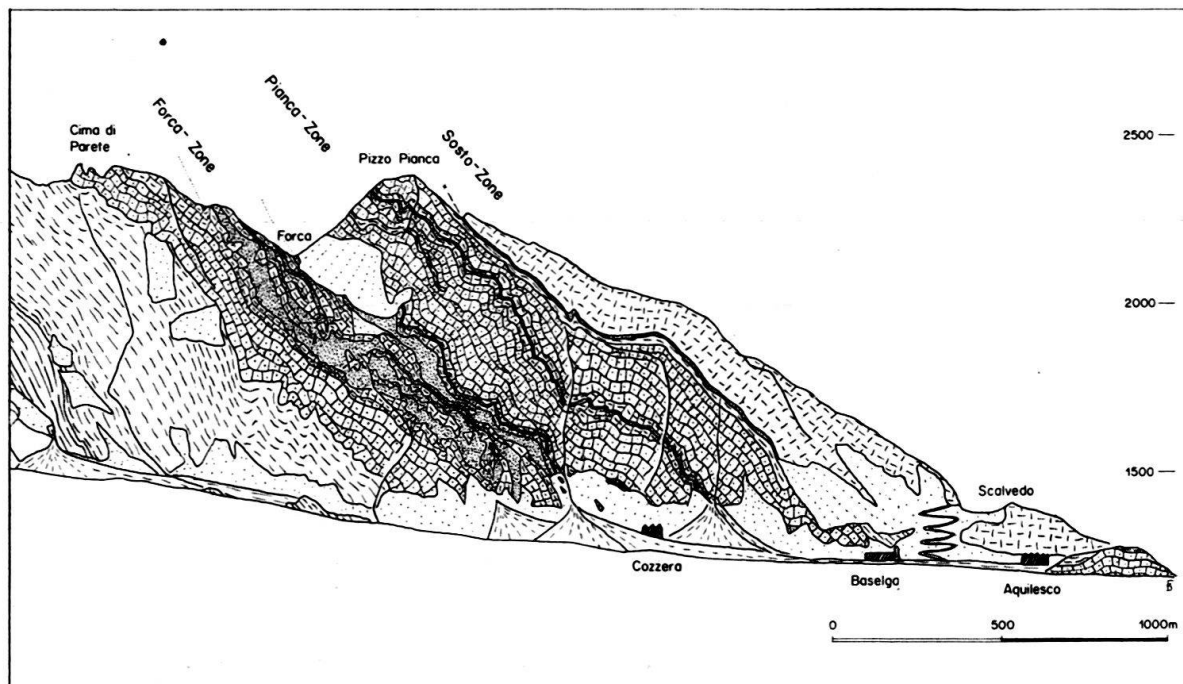 Cima di
Parete
Forca-Zone
Pianca-Zone
Pizzo Pianca
Sosto-Zone
Forca
2500
2000
1500
Scalvedo
Cozzera
Baselga
Aquilesco
0 500 1000m